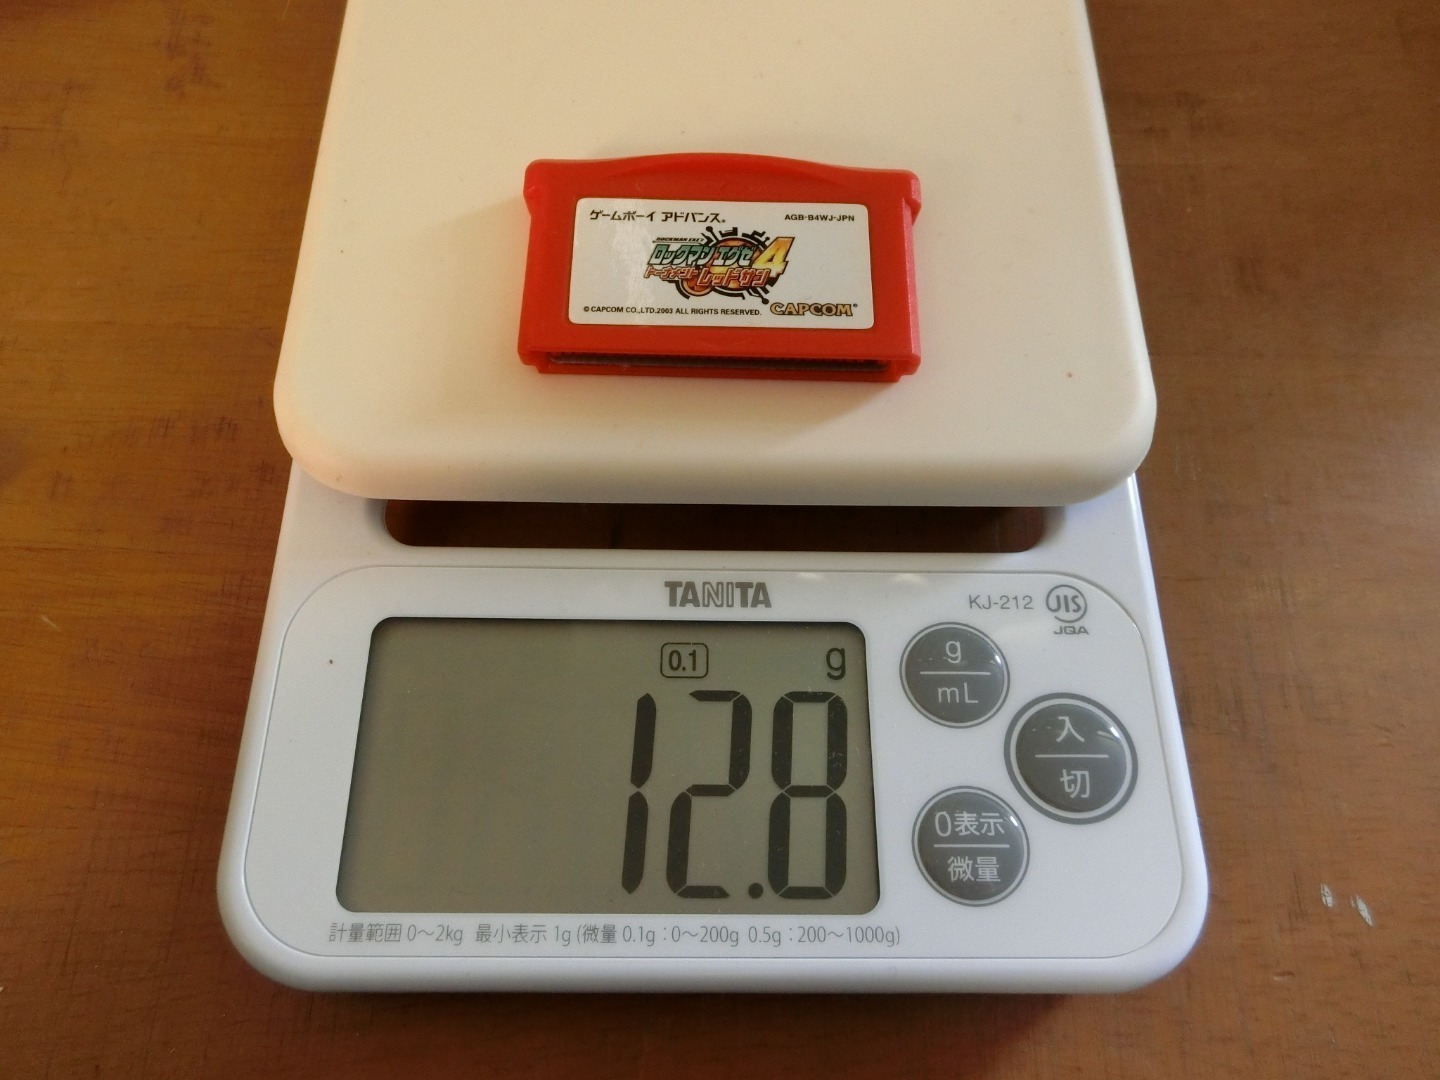 ゲームボーイ アドバンス®
AGB-B4WJ-JPN
ROCKMAN EXE 4
ロックマン エグゼ 4
トーナメント レッドサン
© CAPCOM CO.,LTD.2003 ALL RIGHTS RESERVED.
CAPCOM®
TANITA
KJ-212
JIS
JQA
0.1
g
12.8
g
mL
入
切
0表示
微量
計量範囲 0〜2kg 最小表示 1g (微量 0.1g:0〜200g 0.5g:200〜1000g)